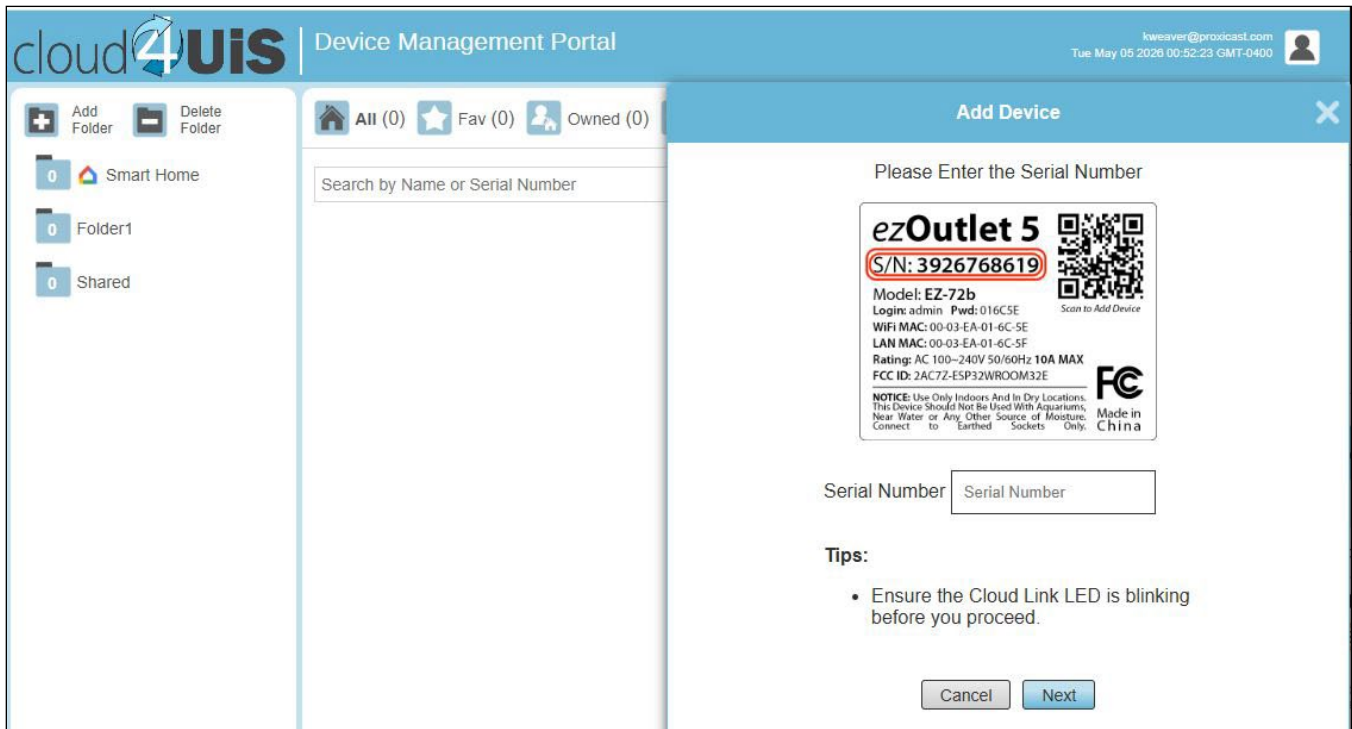 cloud4UiS
Device Management Portal
kweaver@proxicast.com
Tue May 05 2026 00:52:23 GMT-0400
Add Folder
Delete Folder
0 Smart Home
0 Folder1
0 Shared
All (0) Fav (0) Owned (0)
Search by Name or Serial Number
Add Device
Please Enter the Serial Number
ezOutlet 5
S/N: 3926768619
Model: EZ-72b
Login: admin Pwd: 016C5E
Scan to Add Device
WiFi MAC: 00-03-EA-01-6C-5E
LAN MAC: 00-03-EA-01-6C-5F
Rating: AC 100~240V 50/60Hz 10A MAX
FCC ID: 2AC7Z-ESP32WROOM32E
FC
NOTICE: Use Only Indoors And In Dry Locations.
This Device Should Not Be Used With Aquariums,
Near Water or Any Other Source of Moisture.
Connect to Earthed Sockets Only.
Made in
China
Serial Number Serial Number
Tips:
• Ensure the Cloud Link LED is blinking
before you proceed.
Cancel Next